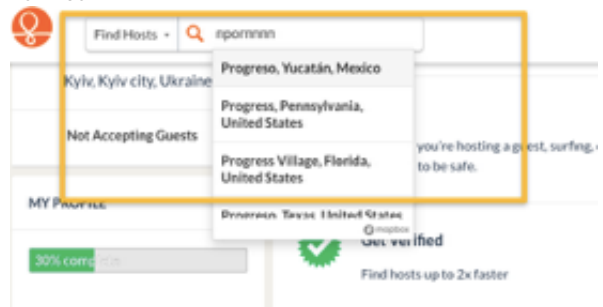 Find Hosts
npornnnn
Kyiv, Kyiv city, Ukraine
Progreso, Yucatán, Mexico
Progress, Pennsylvania,
United States
Not Accepting Guests
you're hosting a guest, surfing,
Progress Village, Florida,
United States
to be safe.
MY PROFILE
Progreso, Texas, United States
mapbox
Get verified
30%
Find hosts up to 2x faster